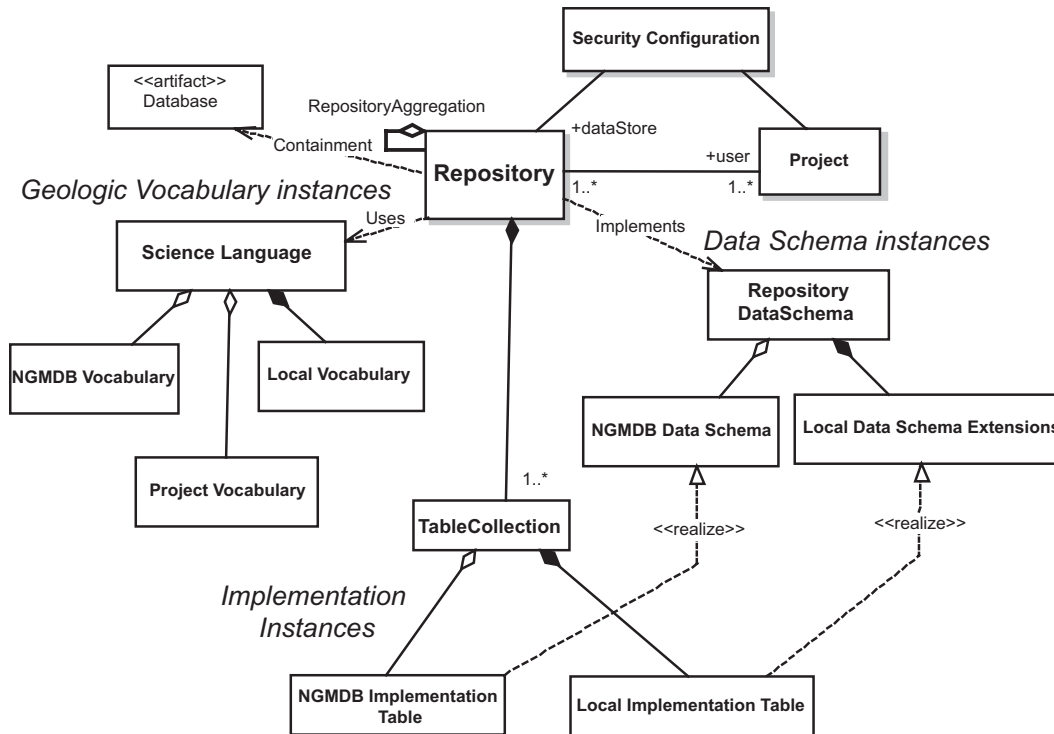 Security Configuration
<<artifact>>
Database
RepositoryAggregation
+dataStore
Containment
Repository
+user
Project
1..*
1..*
Geologic Vocabulary instances
Uses
Implements
Data Schema instances
Science Language
Repository
DataSchema
NGMDB Vocabulary
Local Vocabulary
NGMDB Data Schema
Local Data Schema Extensions
Project Vocabulary
1..*
TableCollection
<<realize>>
<<realize>>
Implementation
Instances
NGMDB Implementation
Table
Local Implementation Table